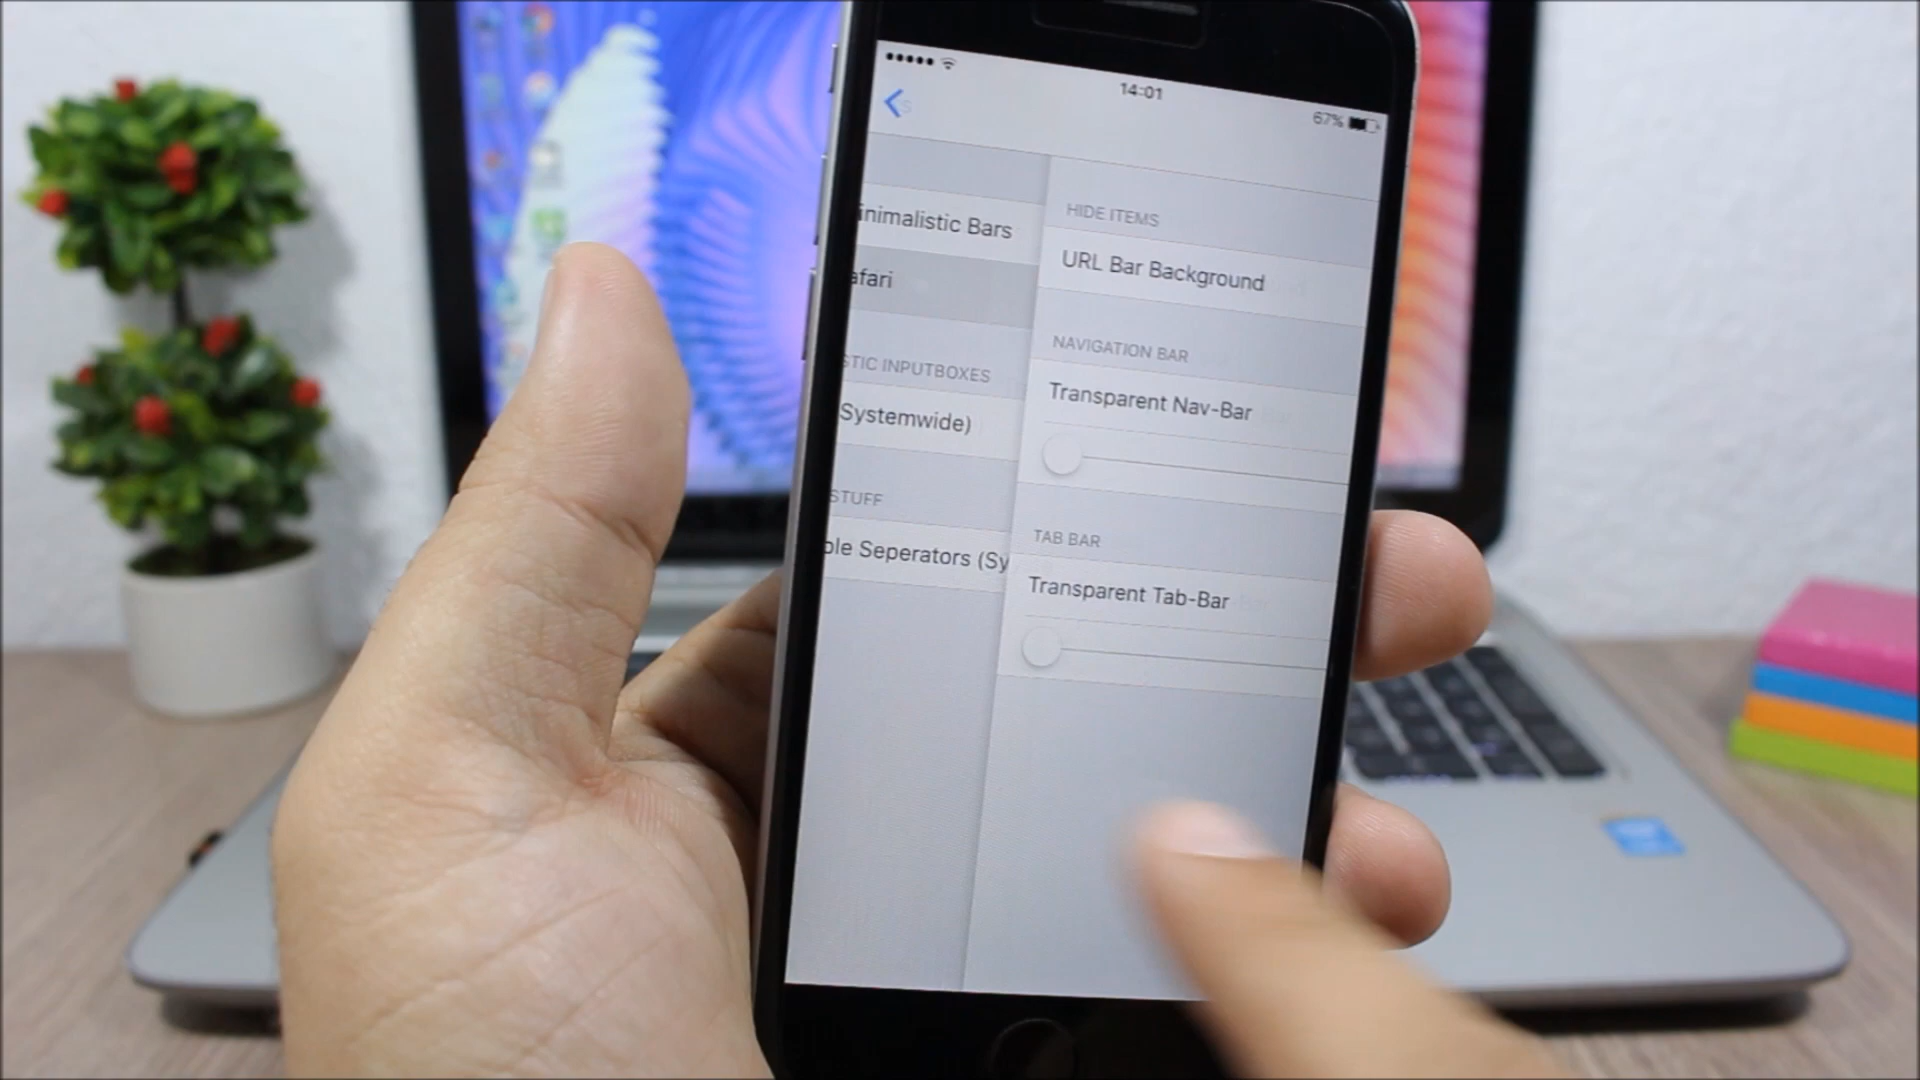 14:01
67%
inimalistic Bars
afari
STIC INPUTBOXES
(Systemwide)
STUFF
ble Seperators (Sy
HIDE ITEMS
URL Bar Background
NAVIGATION BAR
Transparent Nav-Bar
TAB BAR
Transparent Tab-Bar